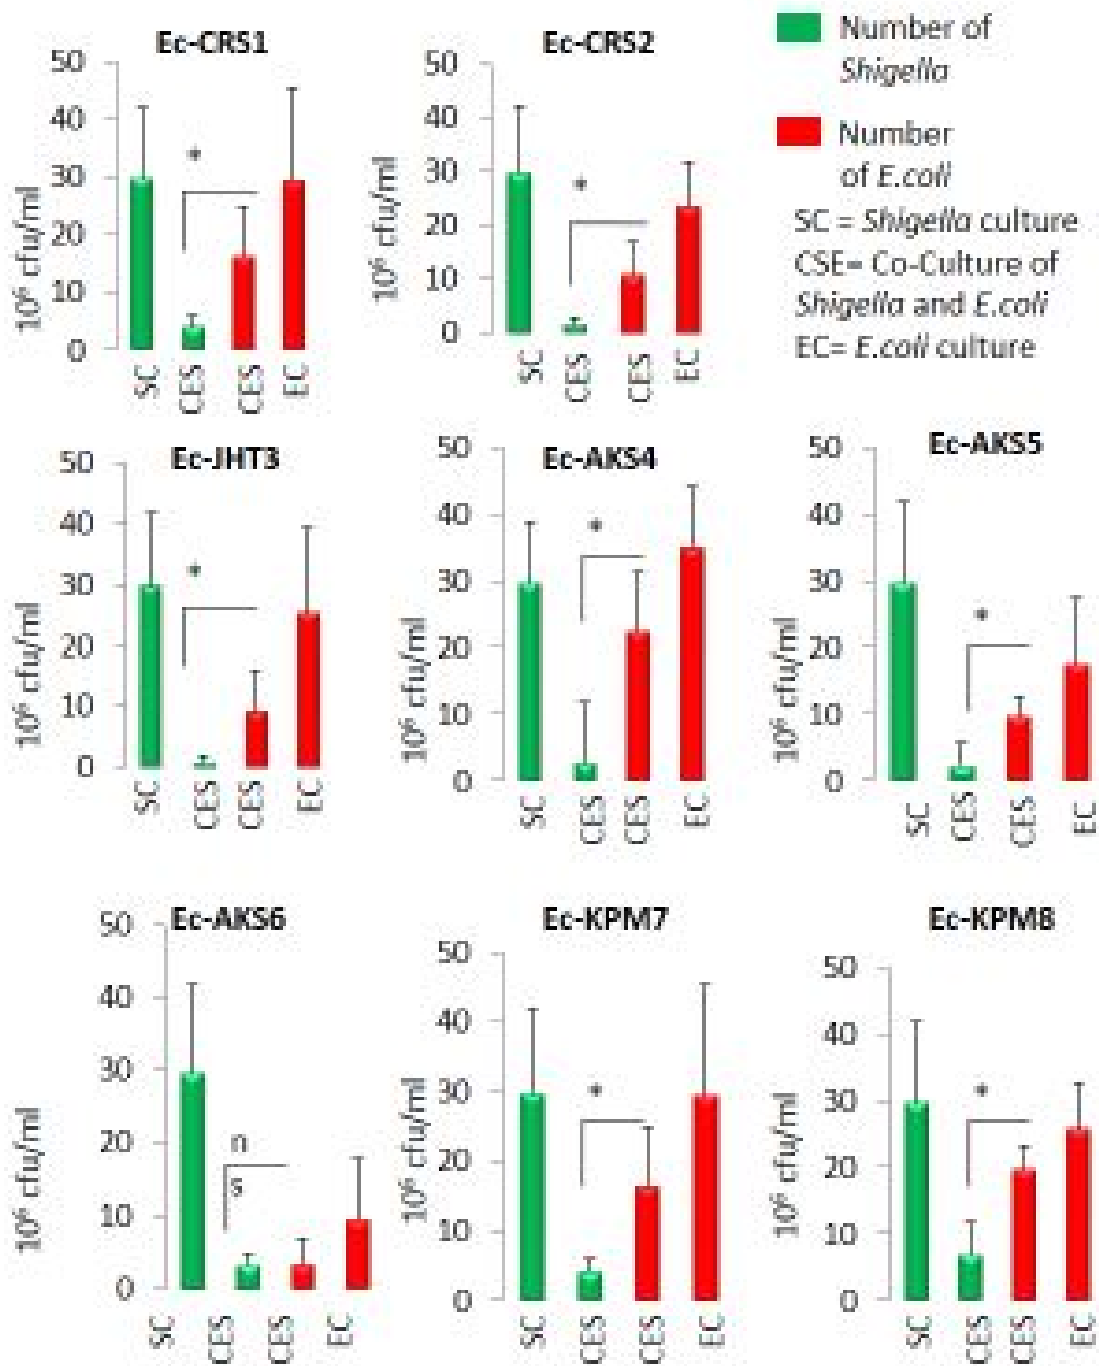 Ec-CRS1
50
40
30
20
10
0
10⁶ cfu/ml
*
SC
CES
CES
EC
Ec-CRS2
50
40
30
20
10
0
10⁶ cfu/ml
*
SC
CES
CES
EC
Number of
Shigella
Number
of E.coli
SC = Shigella culture
CSE= Co-Culture of
Shigella and E.coli
EC= E.coli culture
Ec-JHT3
50
40
30
20
10
0
10⁶ cfu/ml
*
SC
CES
CES
EC
Ec-AKS4
50
40
30
20
10
0
10⁶ cfu/ml
*
SC
CES
CES
EC
Ec-AKS5
50
40
30
20
10
0
10⁶ cfu/ml
*
SC
CES
CES
EC
Ec-AKS6
50
40
30
20
10
0
10⁶ cfu/ml
n
s
SC
CES
CES
EC
Ec-KPM7
50
40
30
20
10
0
10⁶ cfu/ml
*
SC
CES
CES
EC
Ec-KPM8
50
40
30
20
10
0
10⁶ cfu/ml
*
SC
CES
CES
EC